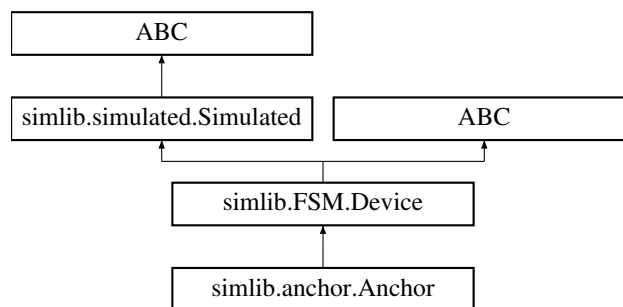 ABC
simlib.simulated.Simulated
ABC
simlib.FSM.Device
simlib.anchor.Anchor